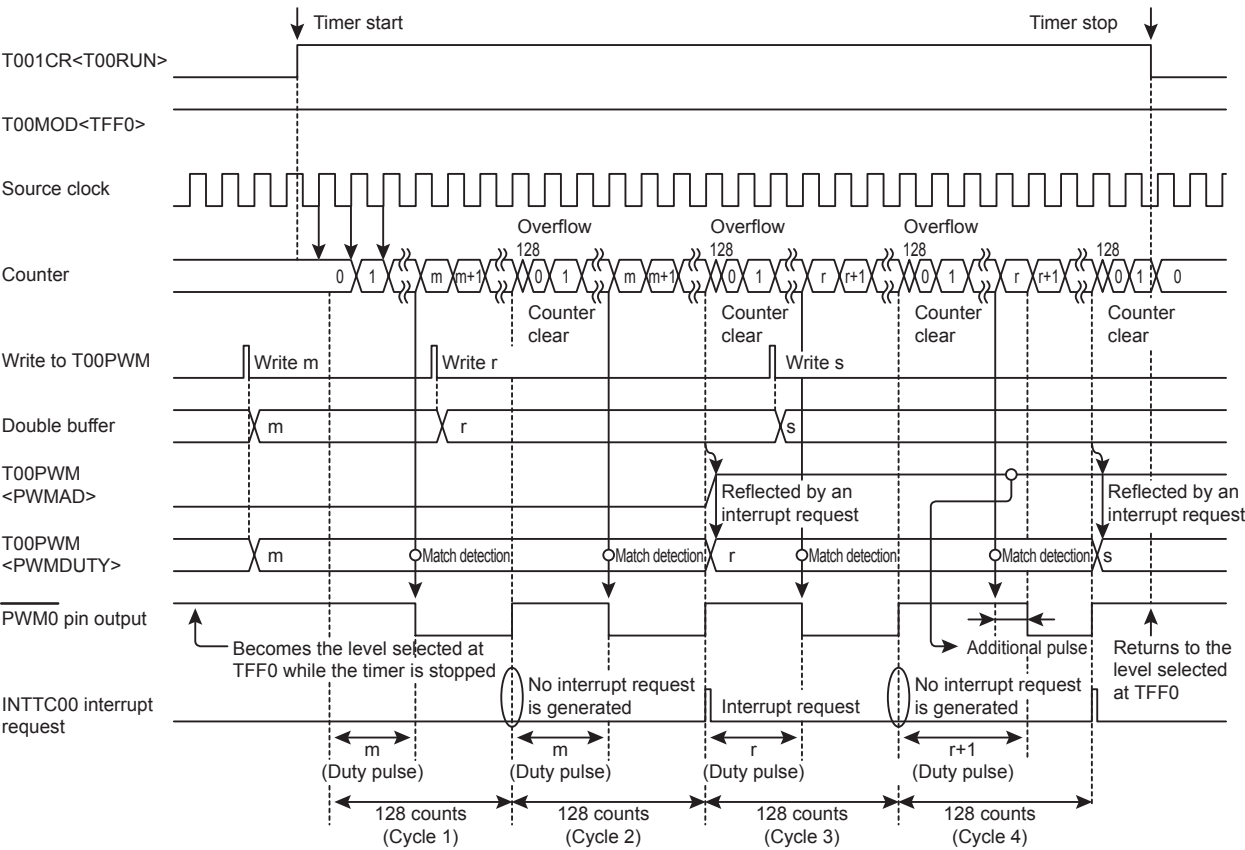 Timer start
Timer stop
T001CR<T00RUN>
T00MOD<TFF0>
Source clock
Overflow
Overflow
Overflow
128
128
128
128
Counter
0 1 m m+1 0 1 m m+1 0 1 r r+1 0 1 r r+1 0 1 0
Counter
clear
Counter
clear
Counter
clear
Counter
clear
Write to T00PWM
Write m
Write r
Write s
Double buffer
m
r
s
T00PWM
<PWMAD>
Reflected by an
interrupt request
Reflected by an
interrupt request
T00PWM
<PWMDUTY>
m
Match detection
Match detection
r
Match detection
Match detection
s
PWM0 pin output
Becomes the level selected at
TFF0 while the timer is stopped
Additional pulse
Returns to the
level selected
at TFF0
INTTC00 interrupt
request
No interrupt request
is generated
Interrupt request
No interrupt request
is generated
m
(Duty pulse)
m
(Duty pulse)
r
(Duty pulse)
r+1
(Duty pulse)
128 counts
(Cycle 1)
128 counts
(Cycle 2)
128 counts
(Cycle 3)
128 counts
(Cycle 4)